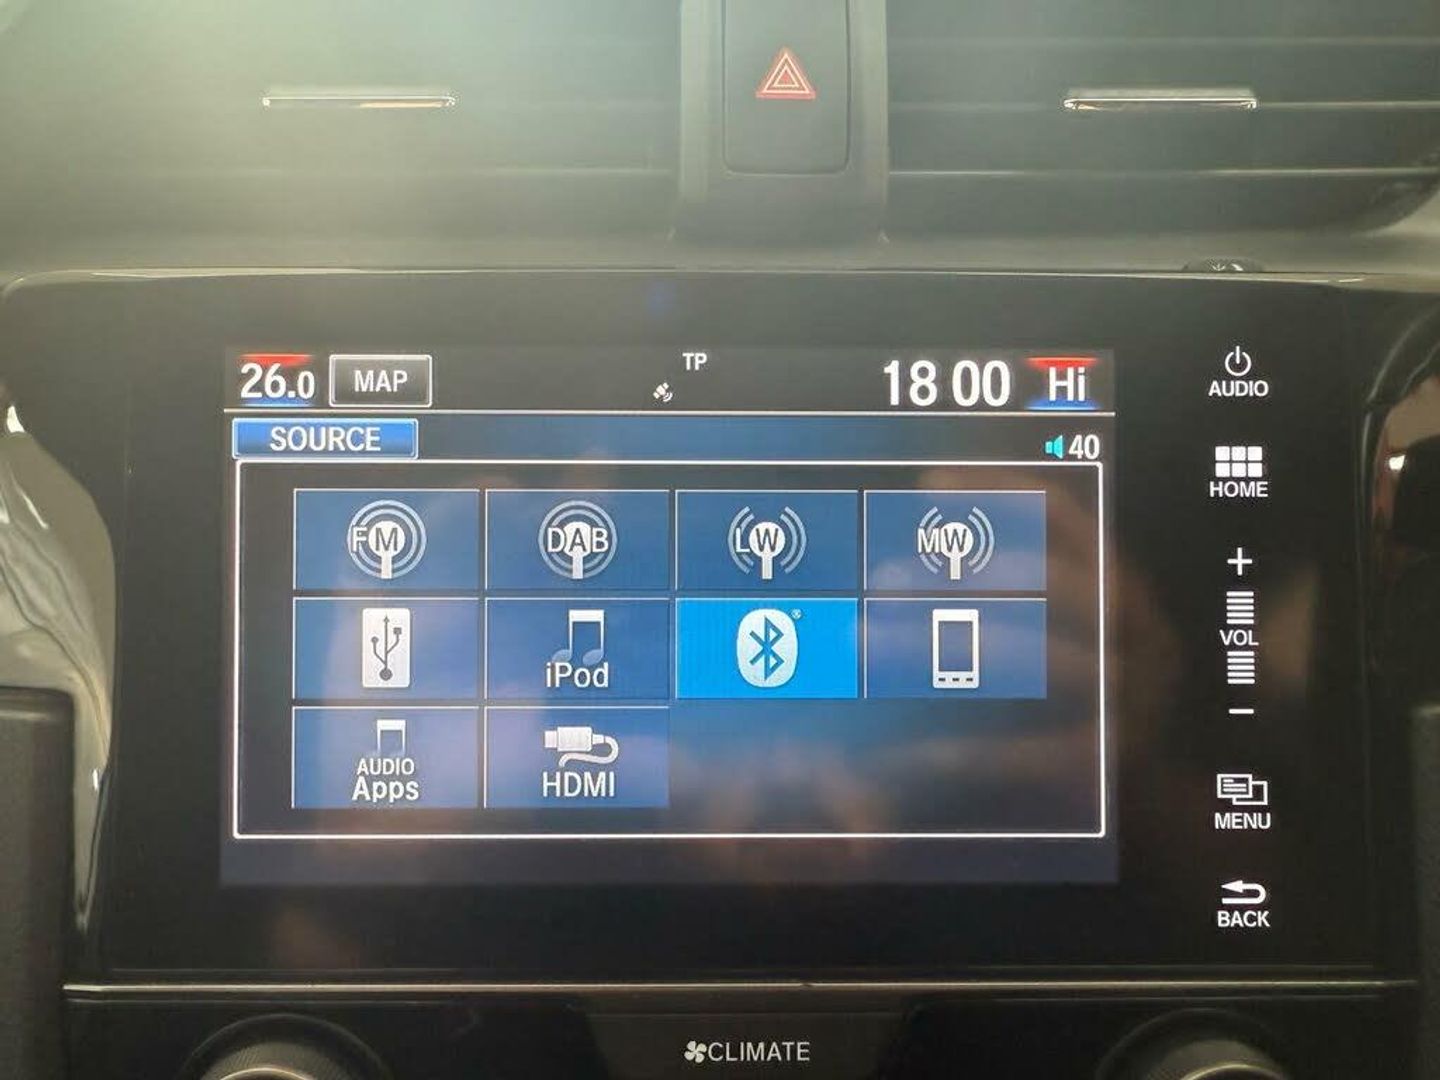 26.0 MAP TP 18 00 Hi
AUDIO
SOURCE 40
HOME
FM DAB LW MW
+
VOL
-
iPod
AUDIO
Apps
HDMI
MENU
BACK
CLIMATE